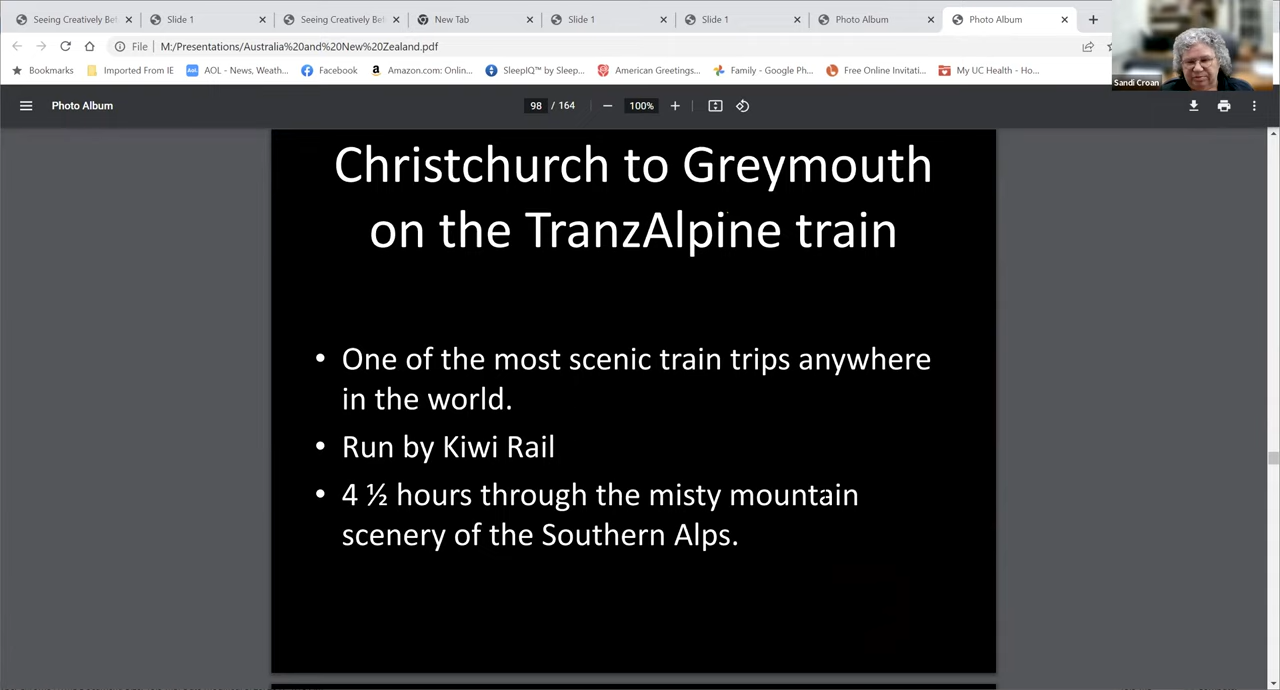 Seeing Creatively Bef
Slide 1
Seeing Creatively Bef
New Tab
Slide 1
Slide 1
Photo Album
Photo Album
File
M:/Presentations/Australia%20and%20New%20Zealand.pdf
Bookmarks
Imported From IE
AOL - News, Weath...
Facebook
Amazon.com: Onlin...
SleepIQ™ by Sleep...
American Greetings...
Family - Google Ph...
Free Online Invitati...
My UC Health - Ho...
Sandi Croan
Photo Album
98 / 164
100%
Christchurch to Greymouth
on the TranzAlpine train
• One of the most scenic train trips anywhere
in the world.
• Run by Kiwi Rail
• 4 ½ hours through the misty mountain
scenery of the Southern Alps.